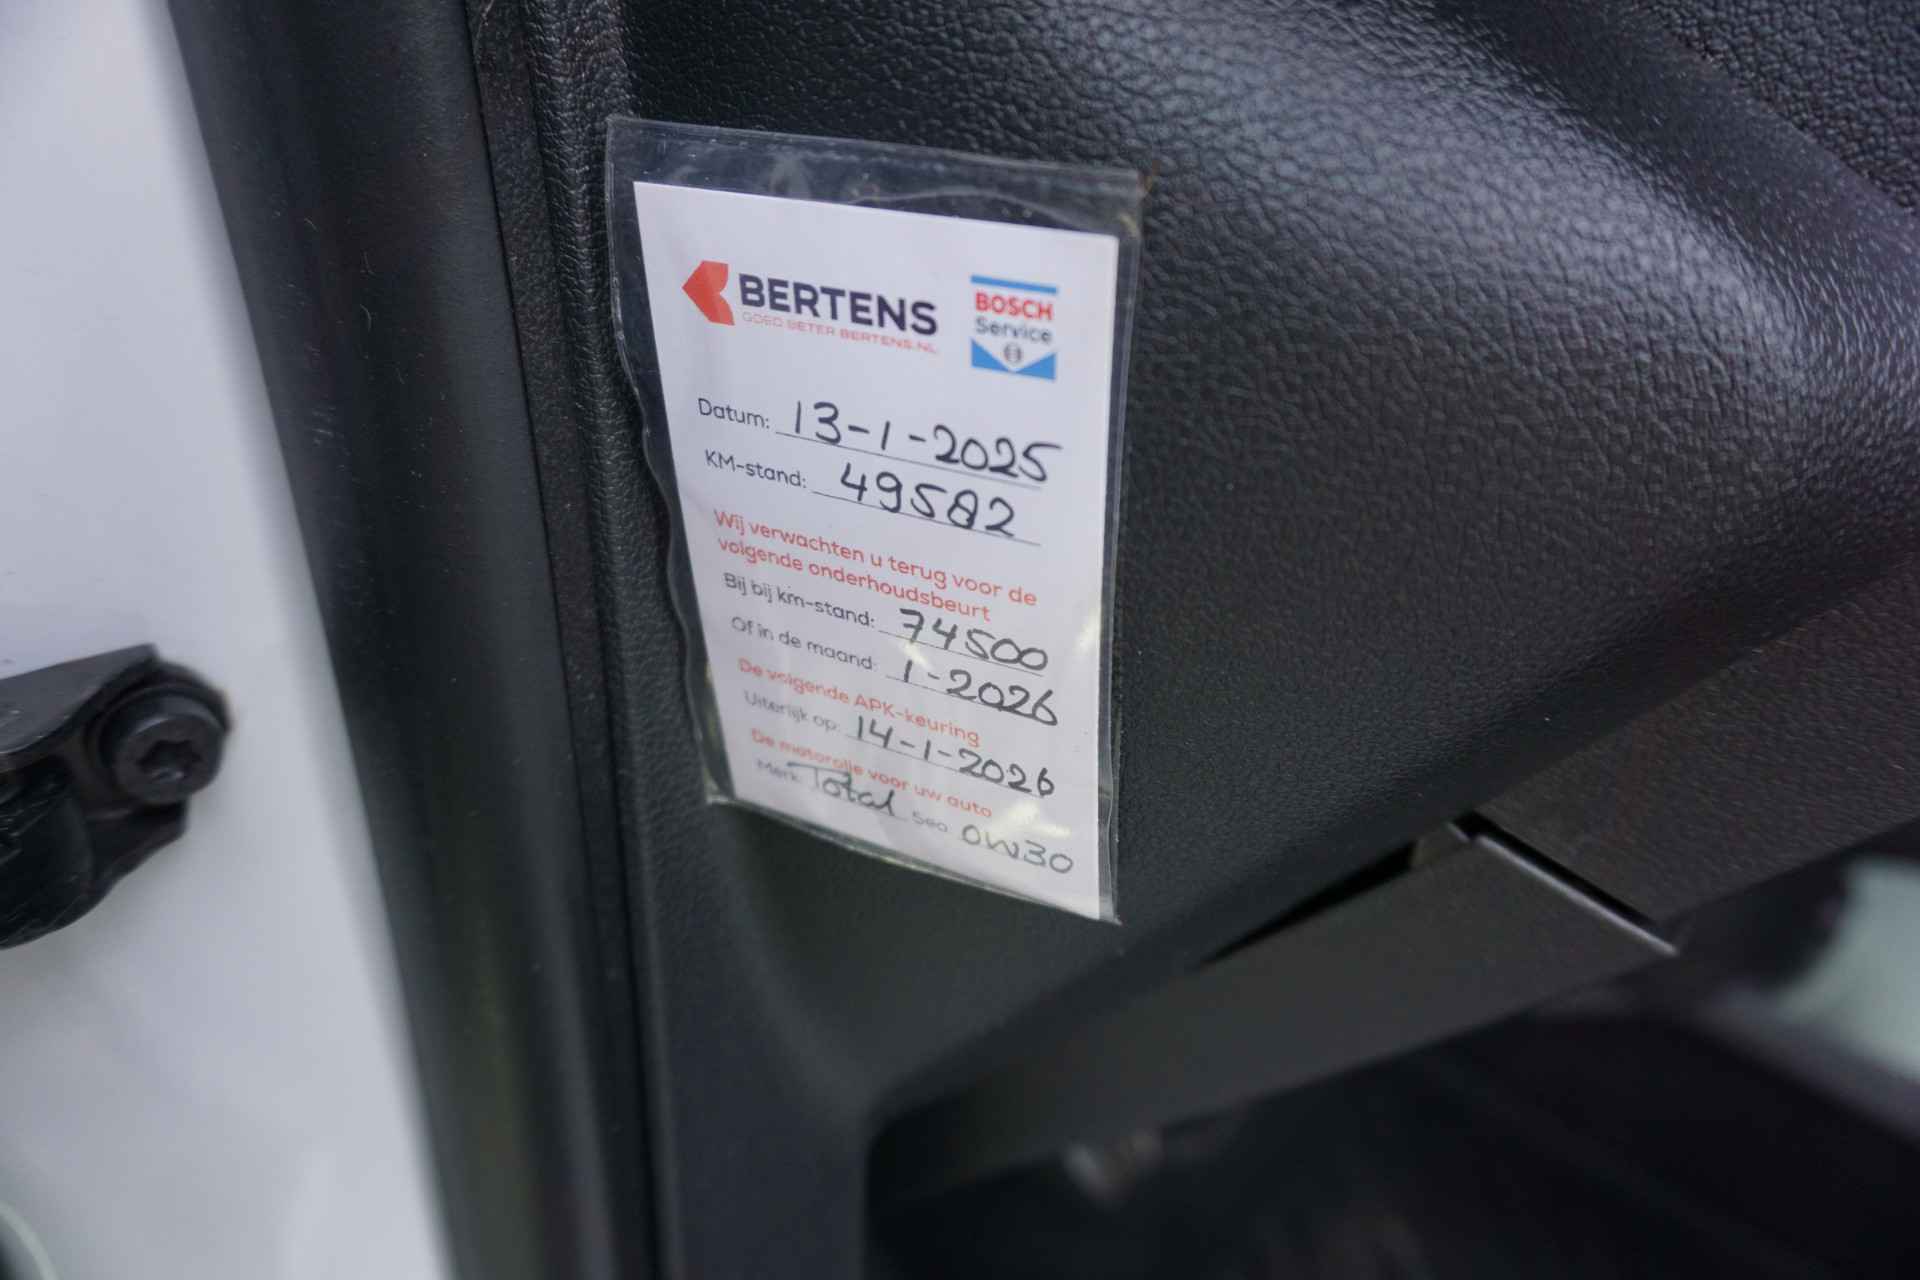 BERTENS
GOED BETER BERTENS.NL
BOSCH
Service
Datum: 13-1-2025
KM-stand: 49582
Wij verwachten u terug voor de
volgende onderhoudsbeurt
Bij bij km-stand: 74500
Of in de maand: 1-2026
De volgende APK-keuring
Uiterlijk op: 14-1-2026
De motorolie voor uw auto
Merk: Total 5eo OW30